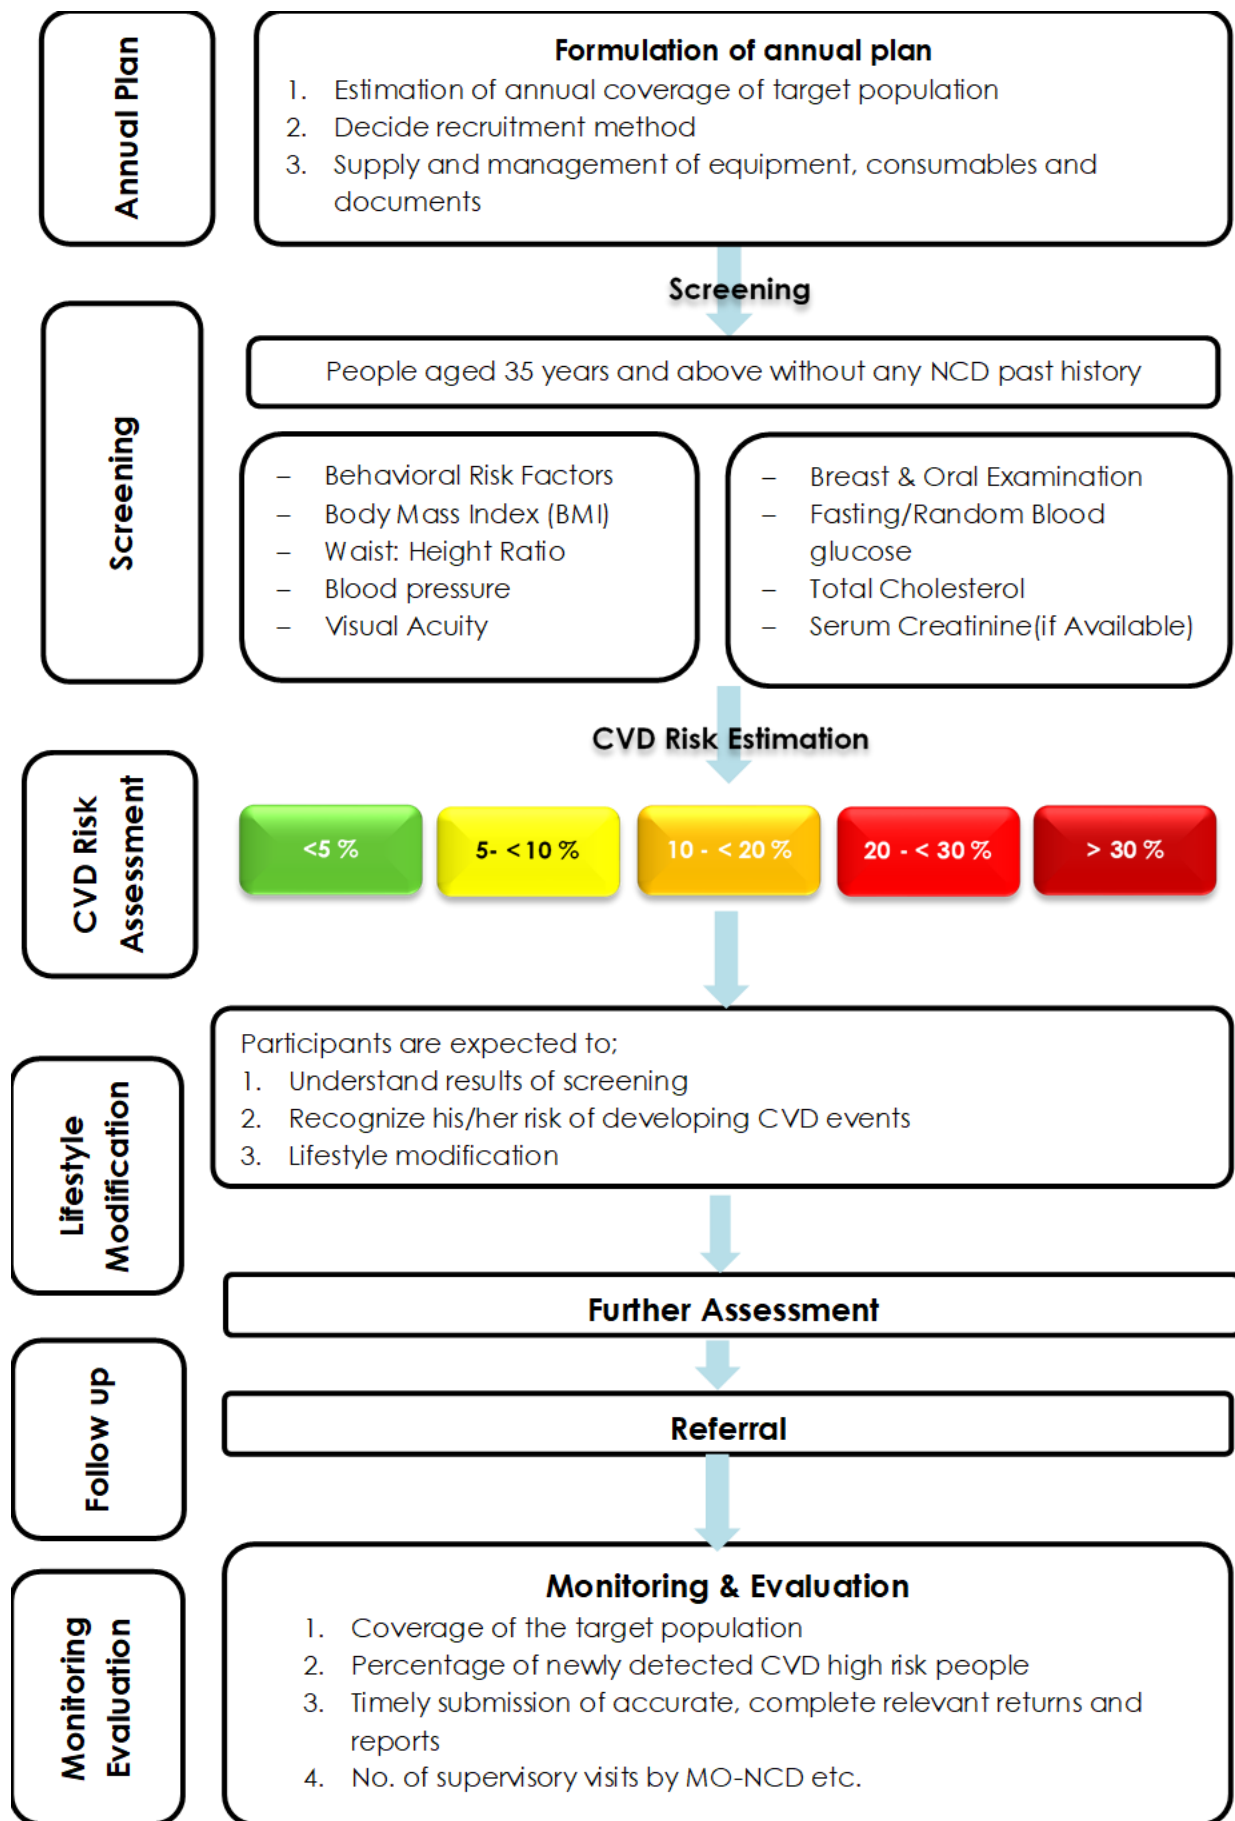 Annual Plan
Formulation of annual plan
1. Estimation of annual coverage of target population
2. Decide recruitment method
3. Supply and management of equipment, consumables and
documents
Screening
Screening
People aged 35 years and above without any NCD past history
– Behavioral Risk Factors
– Body Mass Index (BMI)
– Waist: Height Ratio
– Blood pressure
– Visual Acuity
– Breast & Oral Examination
– Fasting/Random Blood
glucose
– Total Cholesterol
– Serum Creatinine(if Available)
CVD Risk Estimation
CVD Risk
Assessment
<5 %
5- < 10 %
10 - < 20 %
20 - < 30 %
> 30 %
Lifestyle
Modification
Participants are expected to;
1. Understand results of screening
2. Recognize his/her risk of developing CVD events
3. Lifestyle modification
Further Assessment
Follow up
Referral
Monitoring
Evaluation
Monitoring & Evaluation
1. Coverage of the target population
2. Percentage of newly detected CVD high risk people
3. Timely submission of accurate, complete relevant returns and
reports
4. No. of supervisory visits by MO-NCD etc.